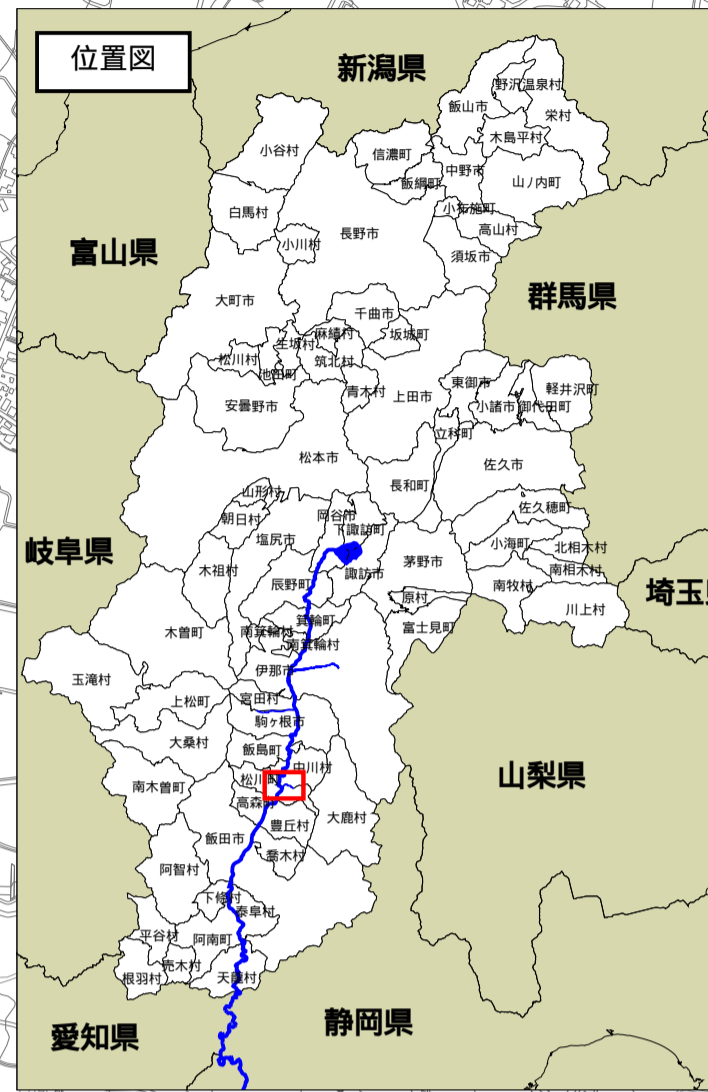 位置図
新潟県
野沢温泉村
飯山市
栄村
木島平村
小谷村
信濃町
中野市
飯綱町
山ノ内町
白馬村
小布施町
高山村
小川村
長野市
富山県
須坂市
群馬県
大町市
千曲市
麻績村
坂城町
生坂村
松川村
筑北村
池田町
青木村
東御市
軽井沢町
上田市
安曇野市
小諸市
御代田町
立科町
松本市
佐久市
長和町
山形村
佐久穂町
朝日村
岡谷市
下諏訪町
塩尻市
小海町
北相木村
岐阜県
茅野市
木祖村
諏訪市
南相木村
辰野町
南牧村
埼玉県
原村
川上村
箕輪町
富士見町
木曽町
南箕輪村
南箕輪村
伊那市
玉滝村
上松町
宮田村
駒ヶ根市
大桑村
飯島町
中川村
山梨県
松川町
南木曽町
高森町
大鹿村
豊丘村
飯田市
喬木村
阿智村
下條村
泰阜村
平谷村
阿南町
売木村
根羽村
天龍村
静岡県
愛知県